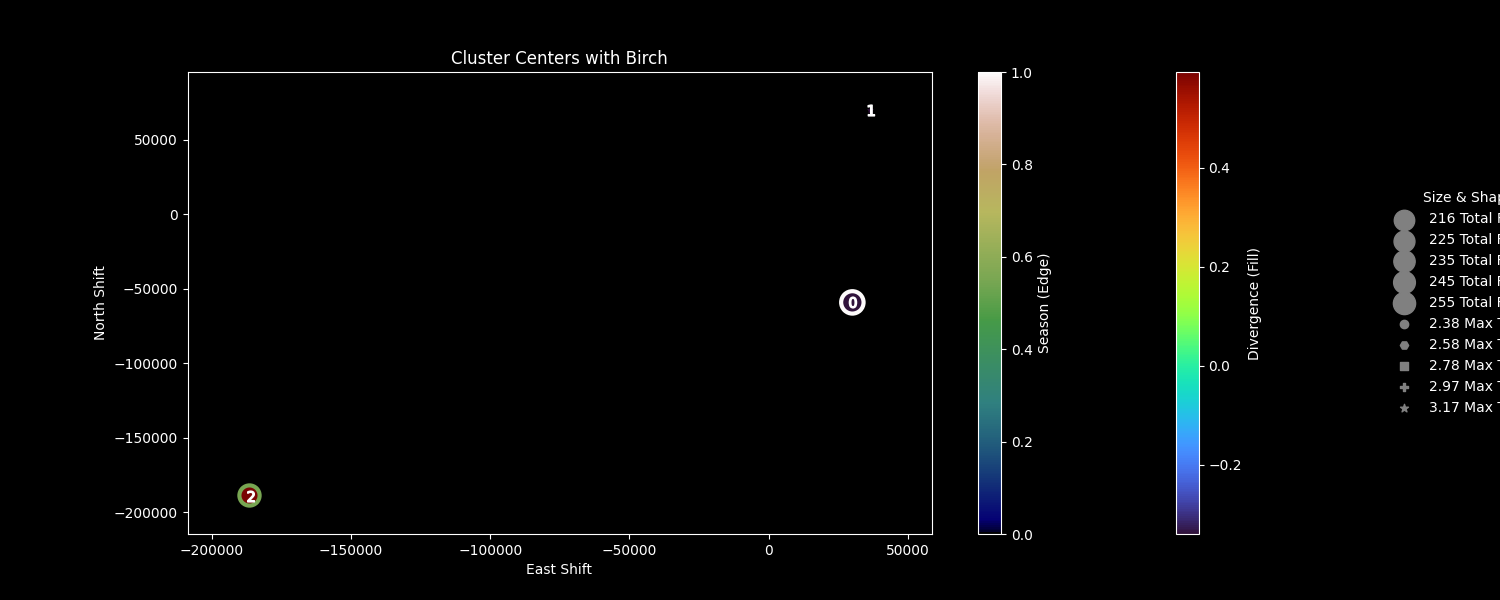 Cluster Centers with Birch
1
0
2
50000
0
−50000
−100000
−150000
−200000
North Shift
−200000
−150000
−100000
−50000
0
50000
East Shift
1.0
0.8
0.6
0.4
0.2
0.0
Season (Edge)
0.4
0.2
0.0
−0.2
Divergence (Fill)
Size & Shap
216 Total F
225 Total F
235 Total F
245 Total F
255 Total F
2.38 Max T
2.58 Max T
2.78 Max T
2.97 Max T
3.17 Max T